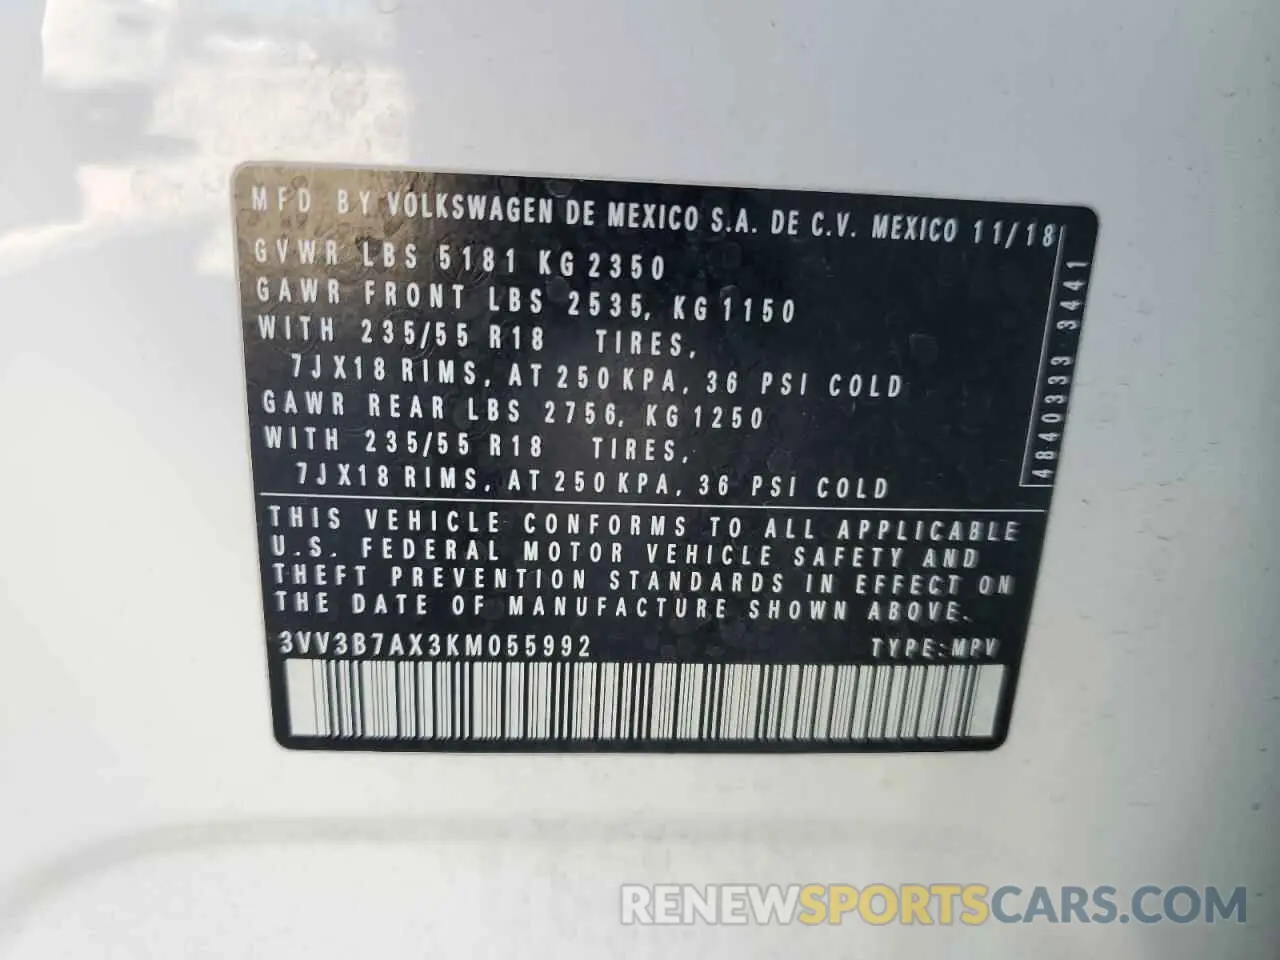 MFD BY VOLKSWAGEN DE MEXICO S.A. DE C.V. MEXICO 11/18
GVWR LBS 5181 KG 2350
GAWR FRONT LBS 2535, KG 1150
WITH 235/55 R18 TIRES,
7JX18 RIMS, AT 250 KPA, 36 PSI COLD
GAWR REAR LBS 2756, KG 1250
WITH 235/55 R18 TIRES,
7JX18 RIMS, AT 250 KPA, 36 PSI COLD
4840333 3441
THIS VEHICLE CONFORMS TO ALL APPLICABLE
U.S. FEDERAL MOTOR VEHICLE SAFETY AND
THEFT PREVENTION STANDARDS IN EFFECT ON
THE DATE OF MANUFACTURE SHOWN ABOVE.
3VV3B7AX3KM055992 TYPE: MPV
RENEWSPORTSCARS.COM